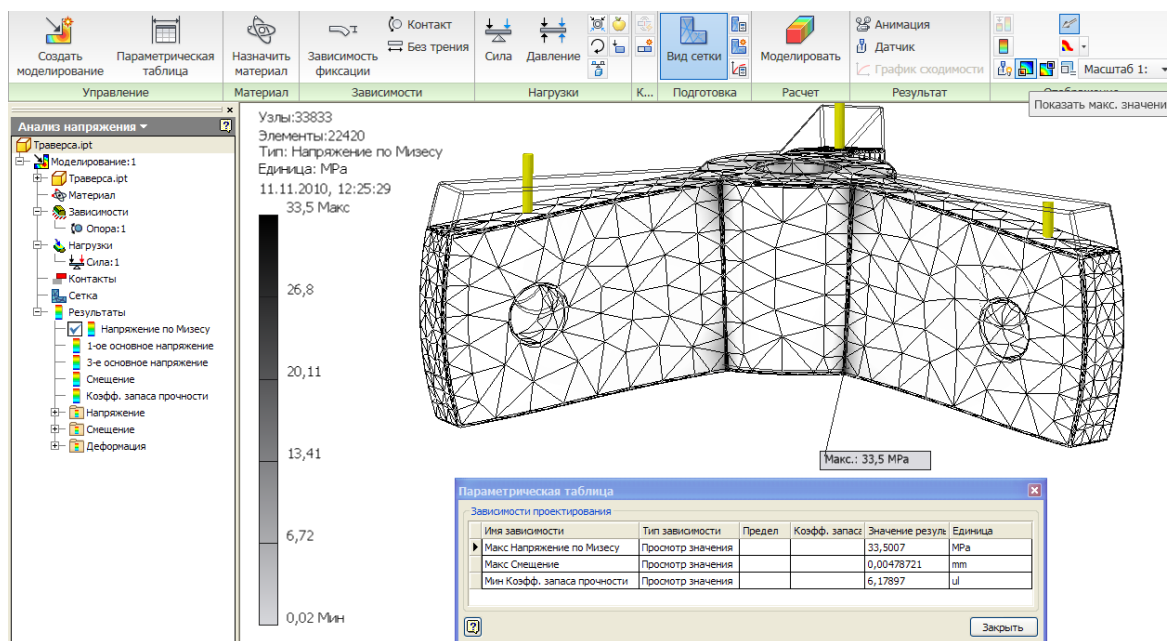 Создать моделирование
Параметрическая таблица
Назначить материал
Зависимость фиксации
Контакт
Без трения
Сила
Давление
Вид сетки
Моделировать
Анимация
Датчик
График сходимости
Масштаб 1:
Управление
Материал
Зависимости
Нагрузки
К...
Подготовка
Расчет
Результат
Показать макс. значени
Анализ напряжения
Траверса.ipt
Моделирование:1
Траверса.ipt
Материал
Зависимости
Опора:1
Нагрузки
Сила:1
Контакты
Сетка
Результаты
Напряжение по Мизесу
1-ое основное напряжение
3-е основное напряжение
Смещение
Коэфф. запаса прочности
Напряжение
Смещение
Деформация
Узлы:33833
Элементы:22420
Тип: Напряжение по Мизесу
Единица: MPa
11.11.2010, 12:25:29
33,5 Макс
26,8
20,11
13,41
6,72
0,02 Мин
Макс.: 33,5 MPa
Параметрическая таблица
Зависимости проектирования
Имя зависимости Тип зависимости Предел Коэфф. запаса Значение резуль Единица
Макс Напряжение по Мизесу Просмотр значения 33,5007 MPa
Макс Смещение Просмотр значения 0,00478721 mm
Мин Коэфф. запаса прочности Просмотр значения 6,17897 ul
Закрыть